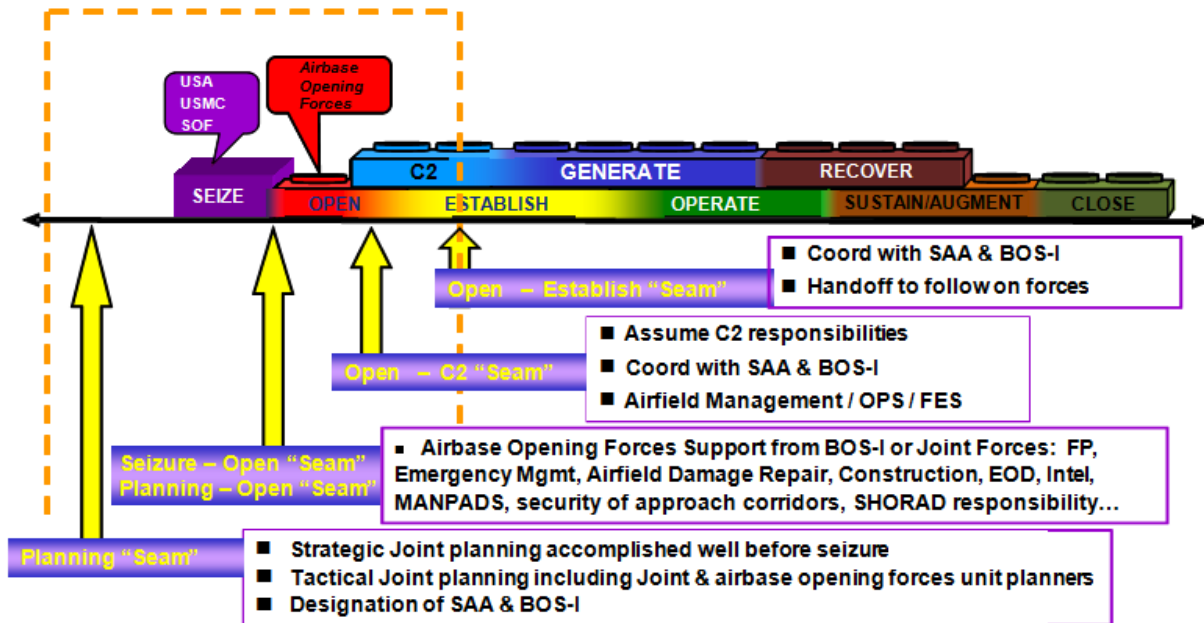 USA
USMC
SOF
Airbase
Opening
Forces
SEIZE
C2
GENERATE
RECOVER
OPEN
ESTABLISH
OPERATE
SUSTAIN/AUGMENT
CLOSE
Open – Establish “Seam”
■ Coord with SAA & BOS-I
■ Handoff to follow on forces
Open – C2 “Seam”
■ Assume C2 responsibilities
■ Coord with SAA & BOS-I
■ Airfield Management / OPS / FES
Seizure – Open “Seam”
Planning – Open “Seam”
▪ Airbase Opening Forces Support from BOS-I or Joint Forces: FP,
Emergency Mgmt, Airfield Damage Repair, Construction, EOD, Intel,
MANPADS, security of approach corridors, SHORAD responsibility…
Planning “Seam”
■ Strategic Joint planning accomplished well before seizure
■ Tactical Joint planning including Joint & airbase opening forces unit planners
■ Designation of SAA & BOS-I